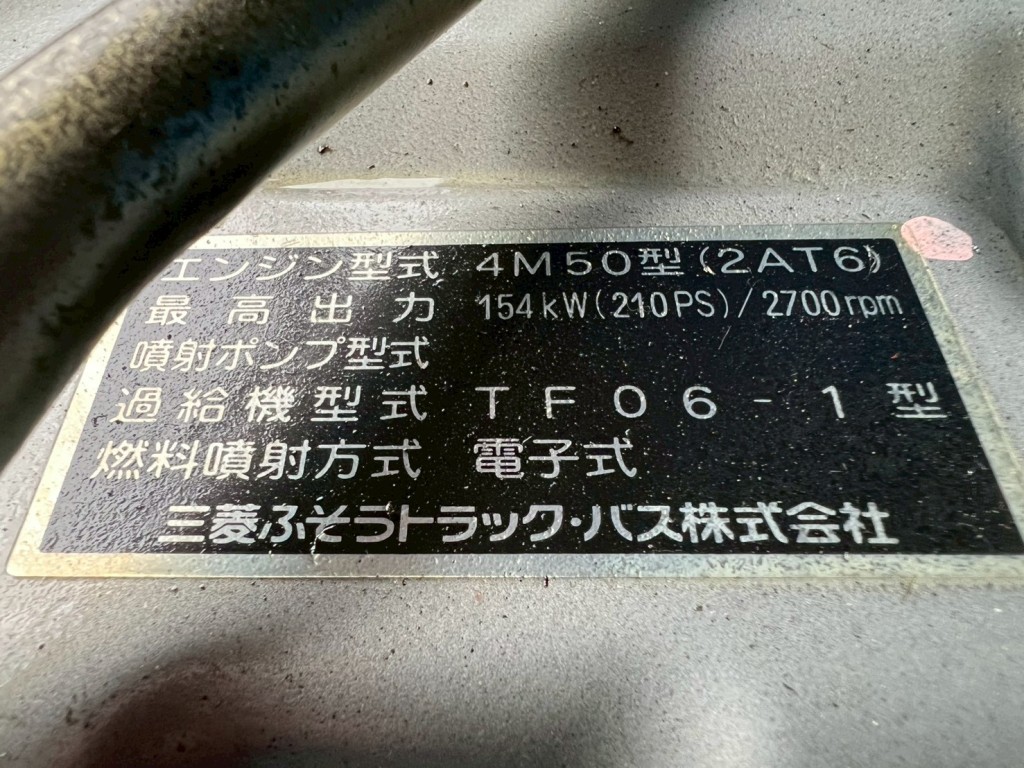 エンジン型式 4M50型(2AT6)
最高出力 154kW(210PS)/2700rpm
噴射ポンプ型式
過給機型式 TF06-1型
燃料噴射方式 電子式
三菱ふそうトラック・バス株式会社